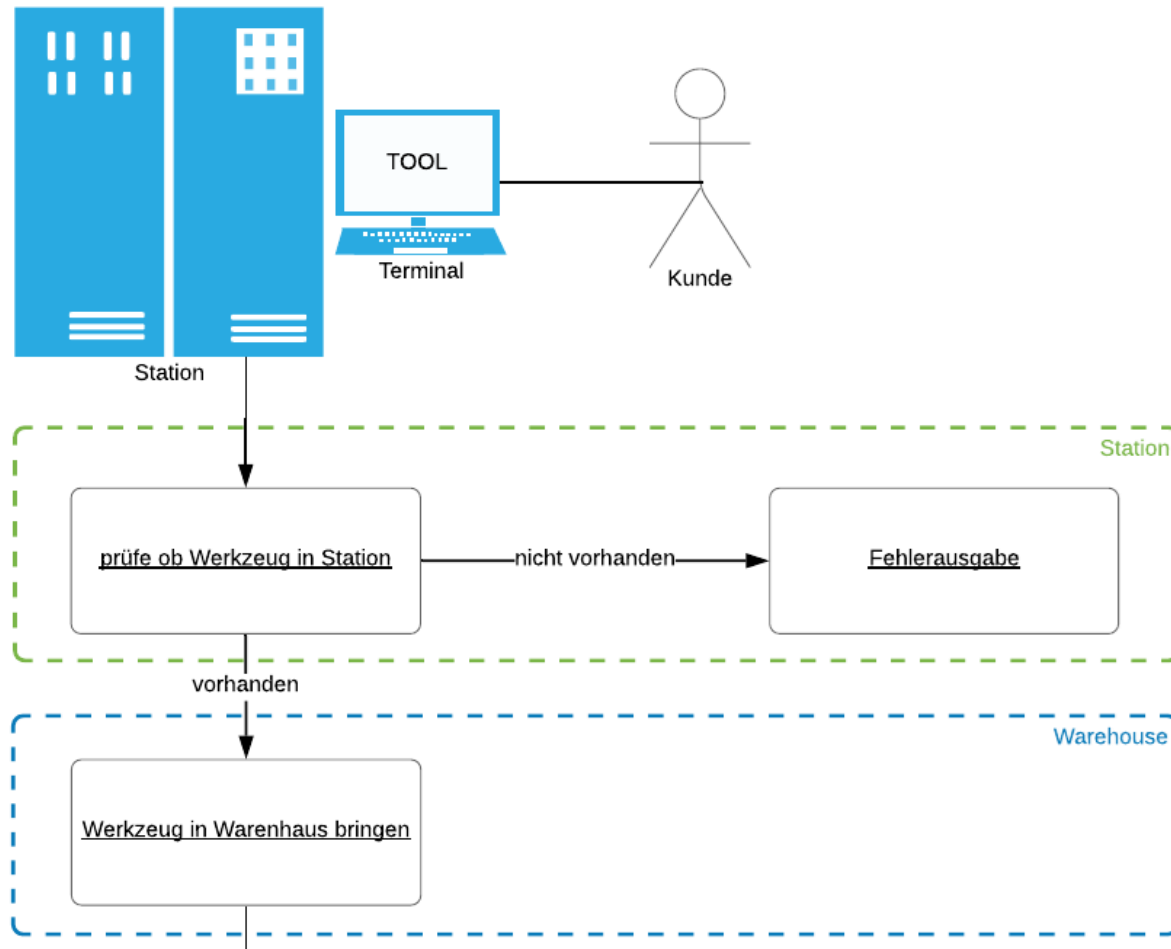 TOOL
Terminal
Kunde
Station
Station
prüfe ob Werkzeug in Station
nicht vorhanden
Fehlerausgabe
vorhanden
Warehouse
Werkzeug in Warenhaus bringen